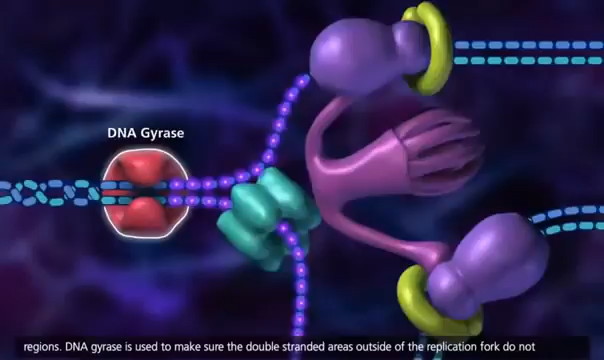 DNA Gyrase
regions. DNA gyrase is used to make sure the double stranded areas outside of the replication fork do not